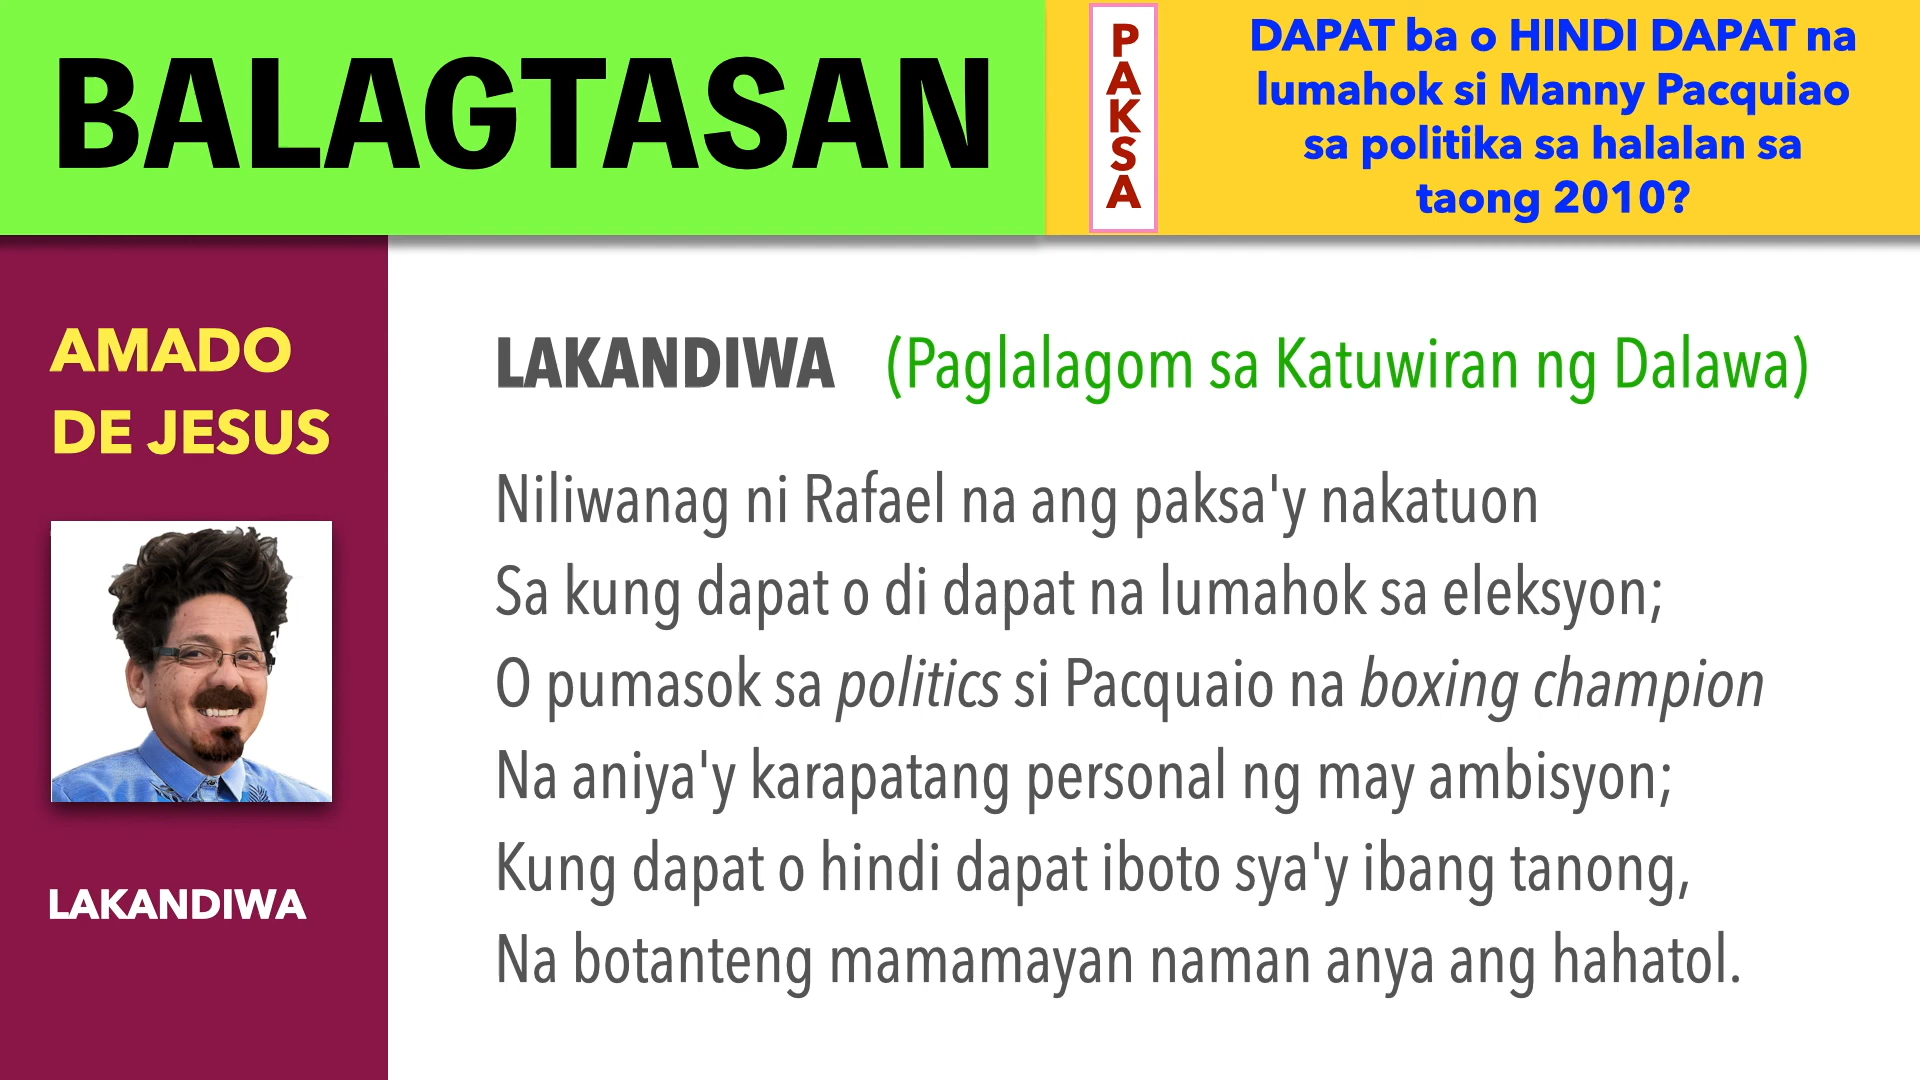 BALAGTASAN
PAKSA
DAPAT ba o HINDI DAPAT na
lumahok si Manny Pacquiao
sa politika sa halalan sa
taong 2010?
AMADO
DE JESUS
LAKANDIWA
LAKANDIWA (Paglalagom sa Katuwiran ng Dalawa)
Niliwanag ni Rafael na ang paksa'y nakatuon
Sa kung dapat o di dapat na lumahok sa eleksyon;
O pumasok sa politics si Pacquaio na boxing champion
Na aniya'y karapatang personal ng may ambisyon;
Kung dapat o hindi dapat iboto sya'y ibang tanong,
Na botanteng mamamayan naman anya ang hahatol.